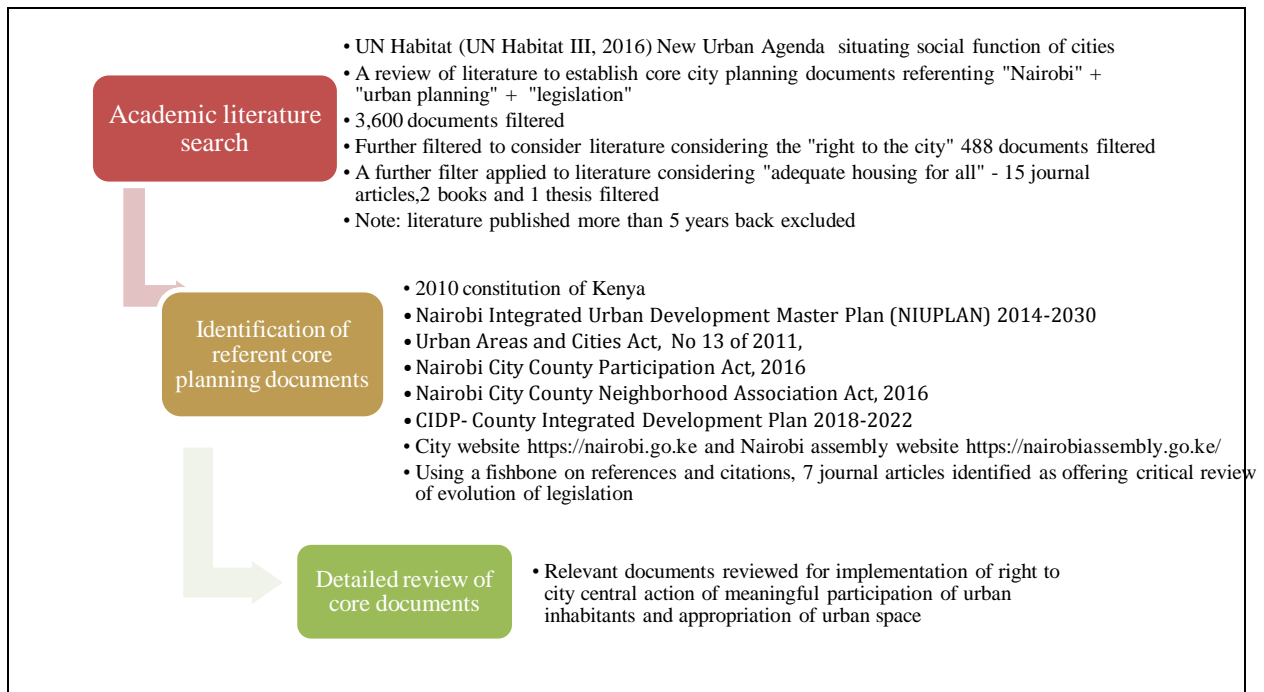 • UN Habitat (UN Habitat III, 2016) New Urban Agenda situating social function of cities
• A review of literature to establish core city planning documents referenting "Nairobi" +
"urban planning" + "legislation"
• 3,600 documents filtered
• Further filtered to consider literature considering the "right to the city" 488 documents filtered
• A further filter applied to literature considering "adequate housing for all" - 15 journal
articles,2 books and 1 thesis filtered
• Note: literature published more than 5 years back excluded
Academic literature
search
• 2010 constitution of Kenya
• Nairobi Integrated Urban Development Master Plan (NIUPLAN) 2014-2030
• Urban Areas and Cities Act, No 13 of 2011,
• Nairobi City County Participation Act, 2016
• Nairobi City County Neighborhood Association Act, 2016
• CIDP- County Integrated Development Plan 2018-2022
• City website https://nairobi.go.ke and Nairobi assembly website https://nairobiassembly.go.ke/
• Using a fishbone on references and citations, 7 journal articles identified as offering critical review
of evolution of legislation
Identification of
referent core
planning documents
Detailed review of
core documents
• Relevant documents reviewed for implementation of right to
city central action of meaningful participation of urban
inhabitants and appropriation of urban space